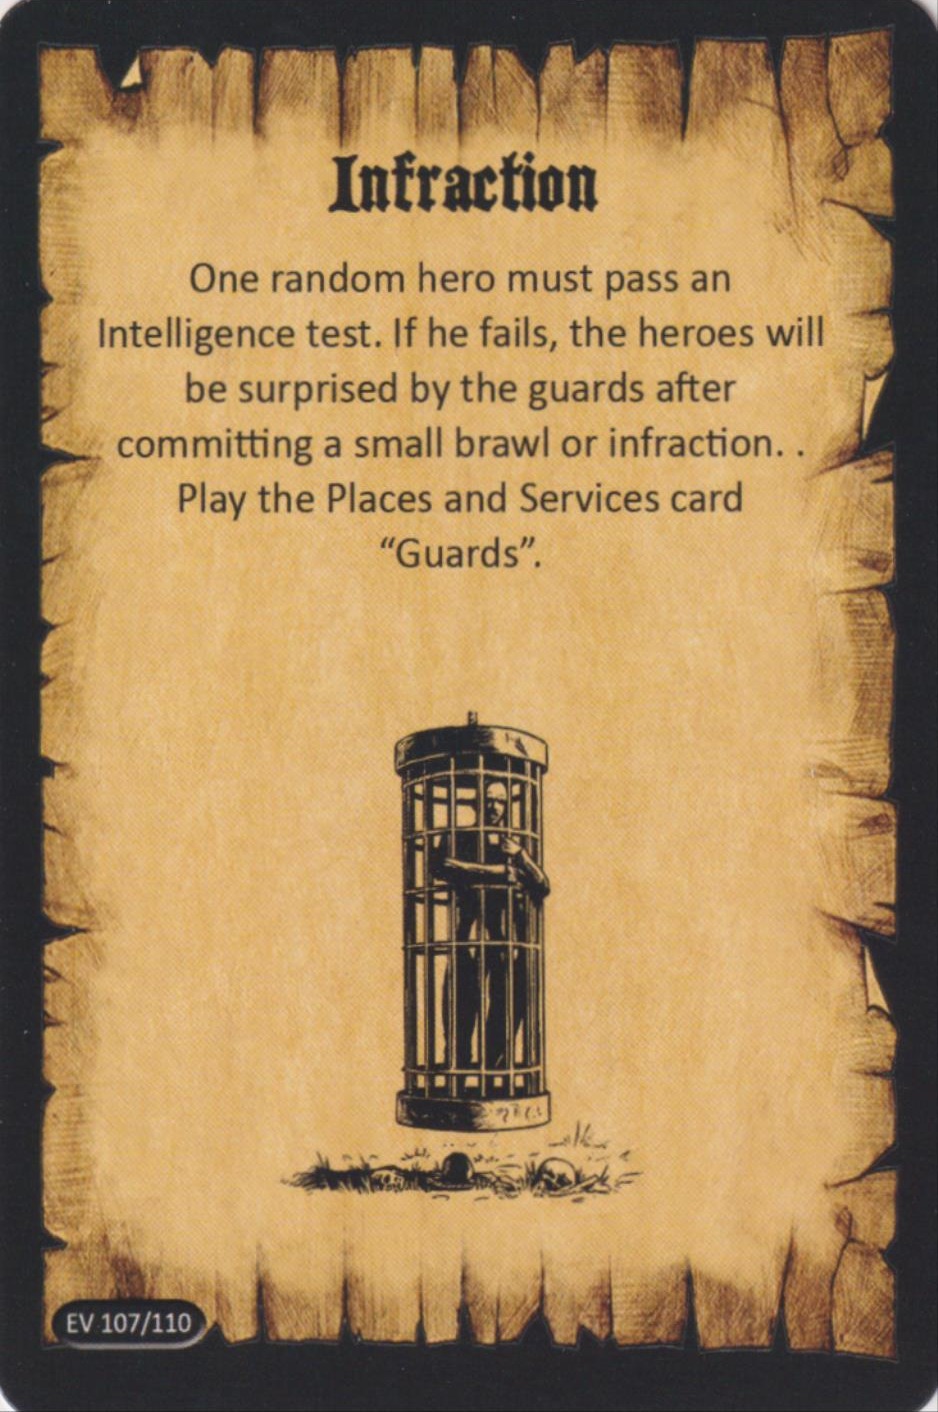 Infraction
One random hero must pass an
Intelligence test. If he fails, the heroes will
be surprised by the guards after
committing a small brawl or infraction. .
Play the Places and Services card
“Guards”.
EV 107/110